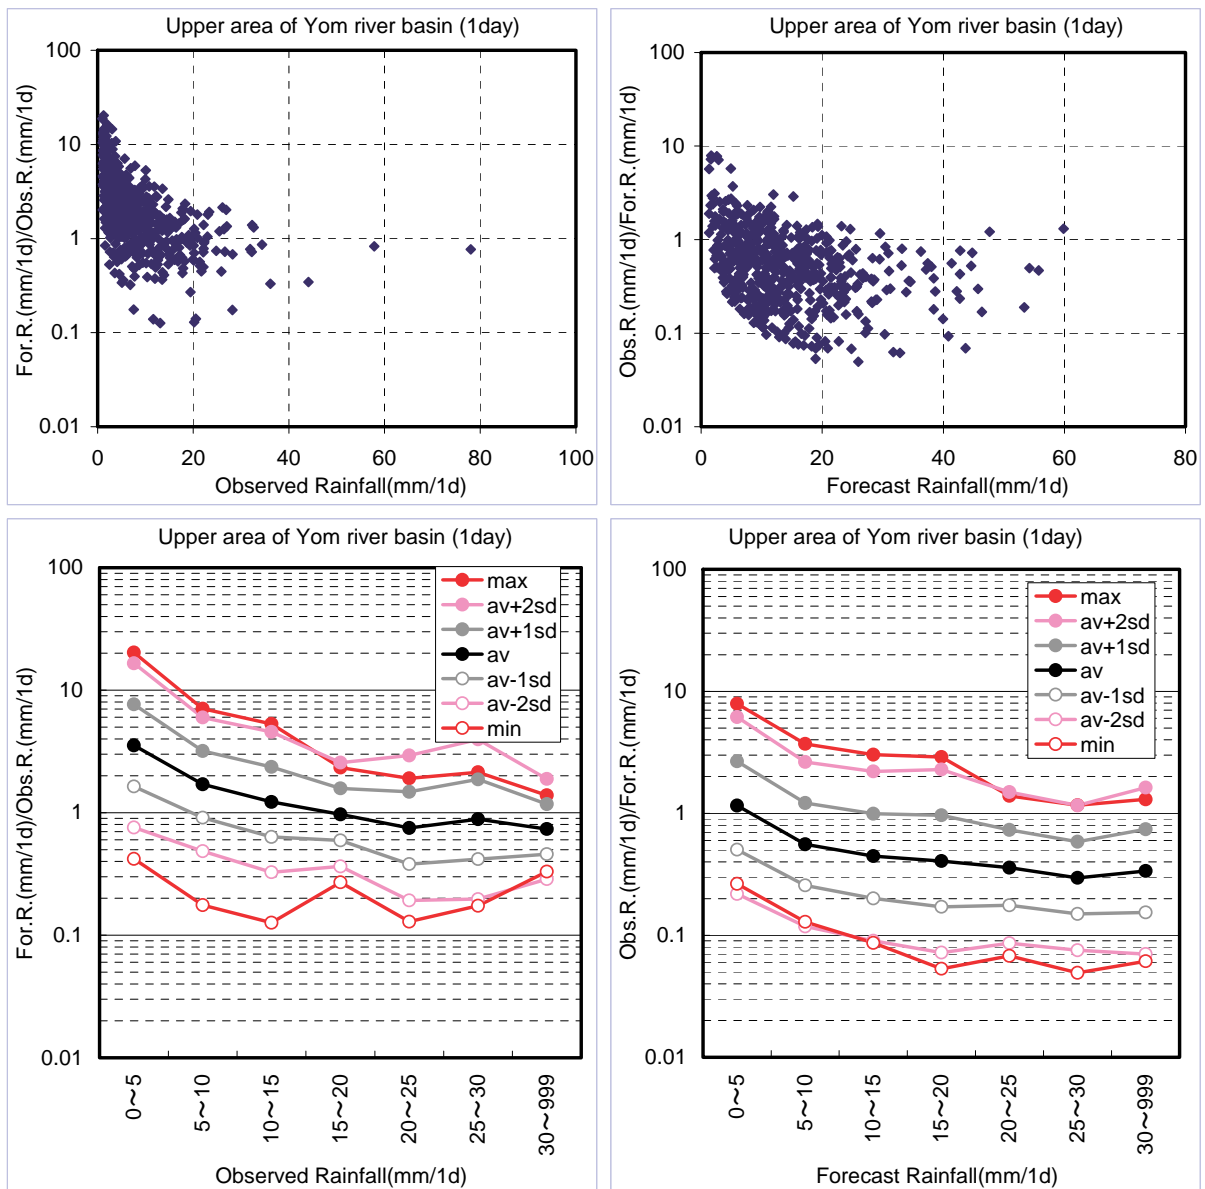 Upper area of Yom river basin (1day)
100
10
1
0.1
0.01
For.R.(mm/1d)/Obs.R.(mm/1d)
0 20 40 60 80 100
Observed Rainfall(mm/1d)
Upper area of Yom river basin (1day)
100
10
1
0.1
0.01
Obs.R.(mm/1d)/For.R.(mm/1d)
0 20 40 60 80
Forecast Rainfall(mm/1d)
Upper area of Yom river basin (1day)
100
10
1
0.1
0.01
For.R.(mm/1d)/Obs.R.(mm/1d)
max
av+2sd
av+1sd
av
av-1sd
av-2sd
min
0~5
5~10
10~15
15~20
20~25
25~30
30~999
Observed Rainfall(mm/1d)
Upper area of Yom river basin (1day)
100
10
1
0.1
0.01
Obs.R.(mm/1d)/For.R.(mm/1d)
max
av+2sd
av+1sd
av
av-1sd
av-2sd
min
0~5
5~10
10~15
15~20
20~25
25~30
30~999
Forecast Rainfall(mm/1d)